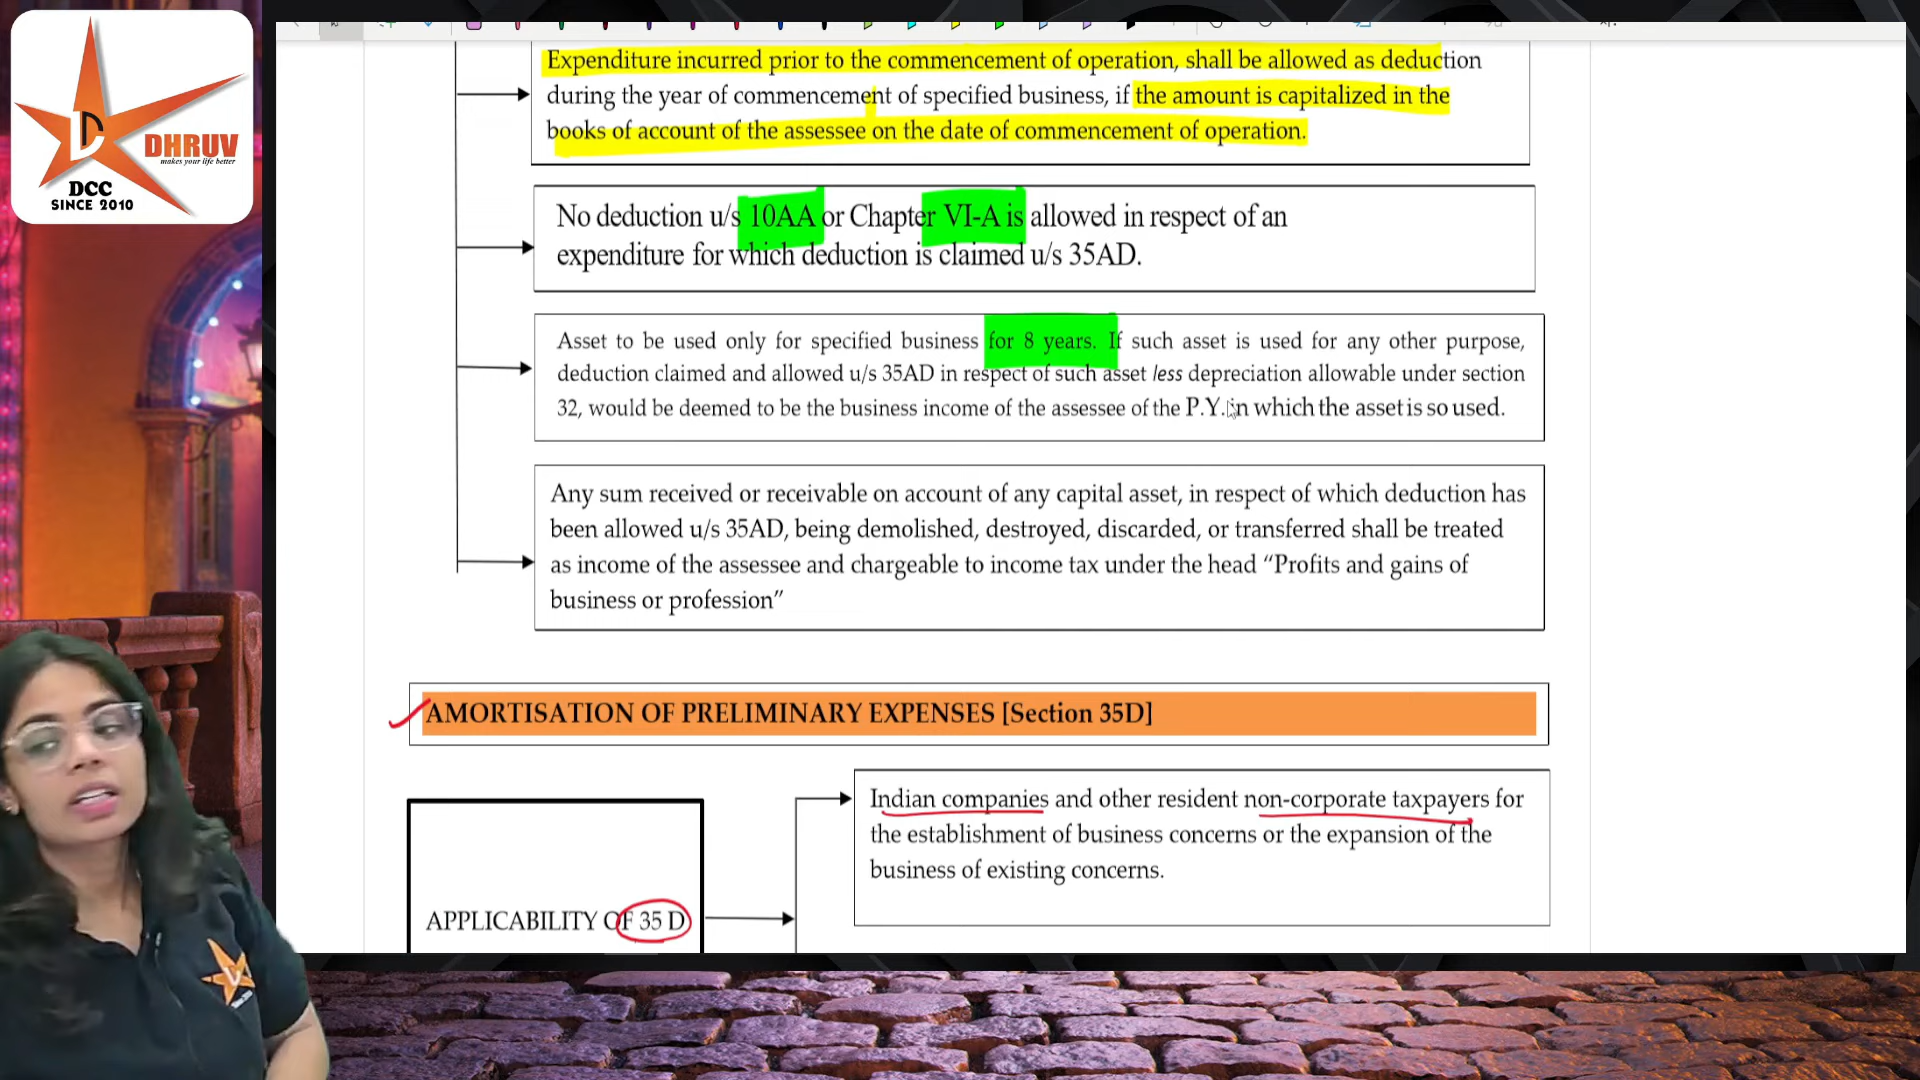 DHRUV
makes your life better
DCC
SINCE 2010
Expenditure incurred prior to the commencement of operation, shall be allowed as deduction
during the year of commencement of specified business, if the amount is capitalized in the
books of account of the assessee on the date of commencement of operation.
No deduction u/s 10AA or Chapter VI-A is allowed in respect of an
expenditure for which deduction is claimed u/s 35AD.
Asset to be used only for specified business for 8 years. If such asset is used for any other purpose,
deduction claimed and allowed u/s 35AD in respect of such asset less depreciation allowable under section
32, would be deemed to be the business income of the assessee of the P.Y. in which the asset is so used.
Any sum received or receivable on account of any capital asset, in respect of which deduction has
been allowed u/s 35AD, being demolished, destroyed, discarded, or transferred shall be treated
as income of the assessee and chargeable to income tax under the head “Profits and gains of
business or profession”
AMORTISATION OF PRELIMINARY EXPENSES [Section 35D]
Indian companies and other resident non-corporate taxpayers for
the establishment of business concerns or the expansion of the
business of existing concerns.
APPLICABILITY OF 35 D